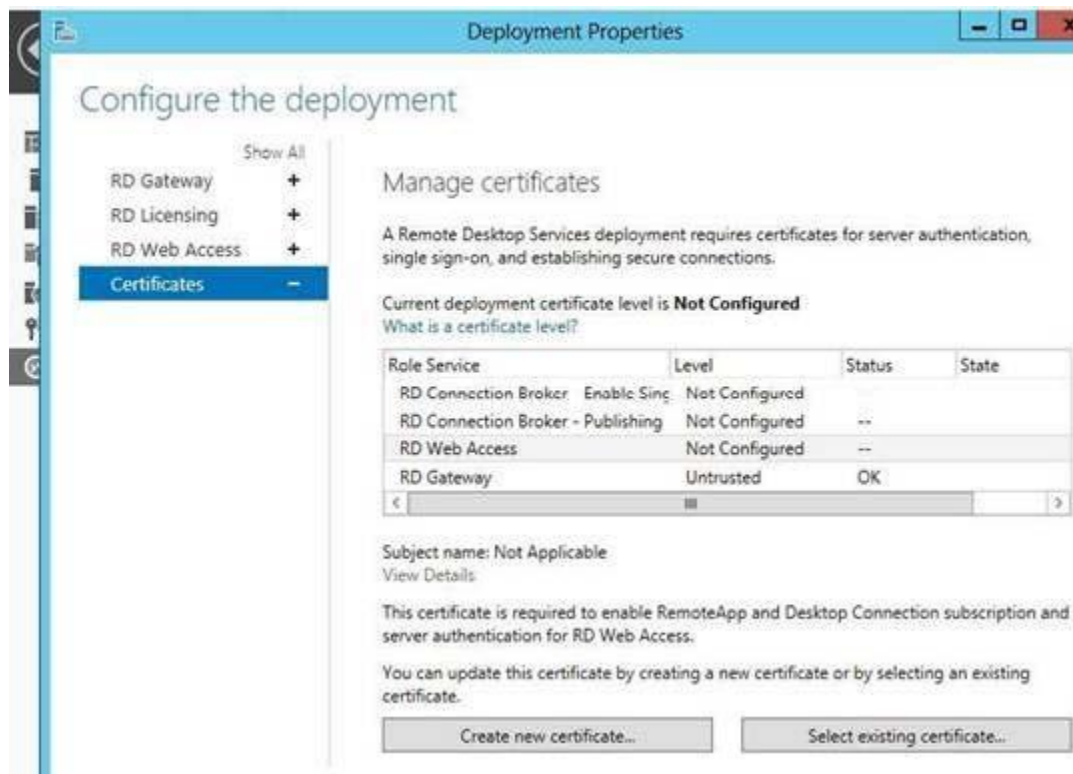 Deployment Properties
Configure the deployment
Show All
RD Gateway +
RD Licensing +
RD Web Access +
Certificates –
Manage certificates
A Remote Desktop Services deployment requires certificates for server authentication,
single sign-on, and establishing secure connections.
Current deployment certificate level is Not Configured
What is a certificate level?
Role Service Level Status State
RD Connection Broker Enable Sing Not Configured
RD Connection Broker - Publishing Not Configured --
RD Web Access Not Configured --
RD Gateway Untrusted OK
Subject name: Not Applicable
View Details
This certificate is required to enable RemoteApp and Desktop Connection subscription and
server authentication for RD Web Access.
You can update this certificate by creating a new certificate or by selecting an existing
certificate.
Create new certificate... Select existing certificate...